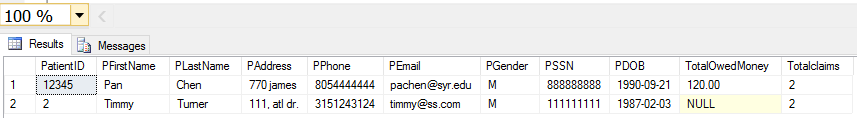 100 %
Results Messages
PatientID PFirstName PLastName PAddress PPhone PEmail PGender PSSN PDOB TotalOwedMoney Totalclaims
1 12345 Pan Chen 770 james 8054444444 pachen@syr.edu M 888888888 1990-09-21 120.00 2
2 2 Timmy Turner 111, atl dr. 3151243124 timmy@ss.com M 111111111 1987-02-03 NULL 2